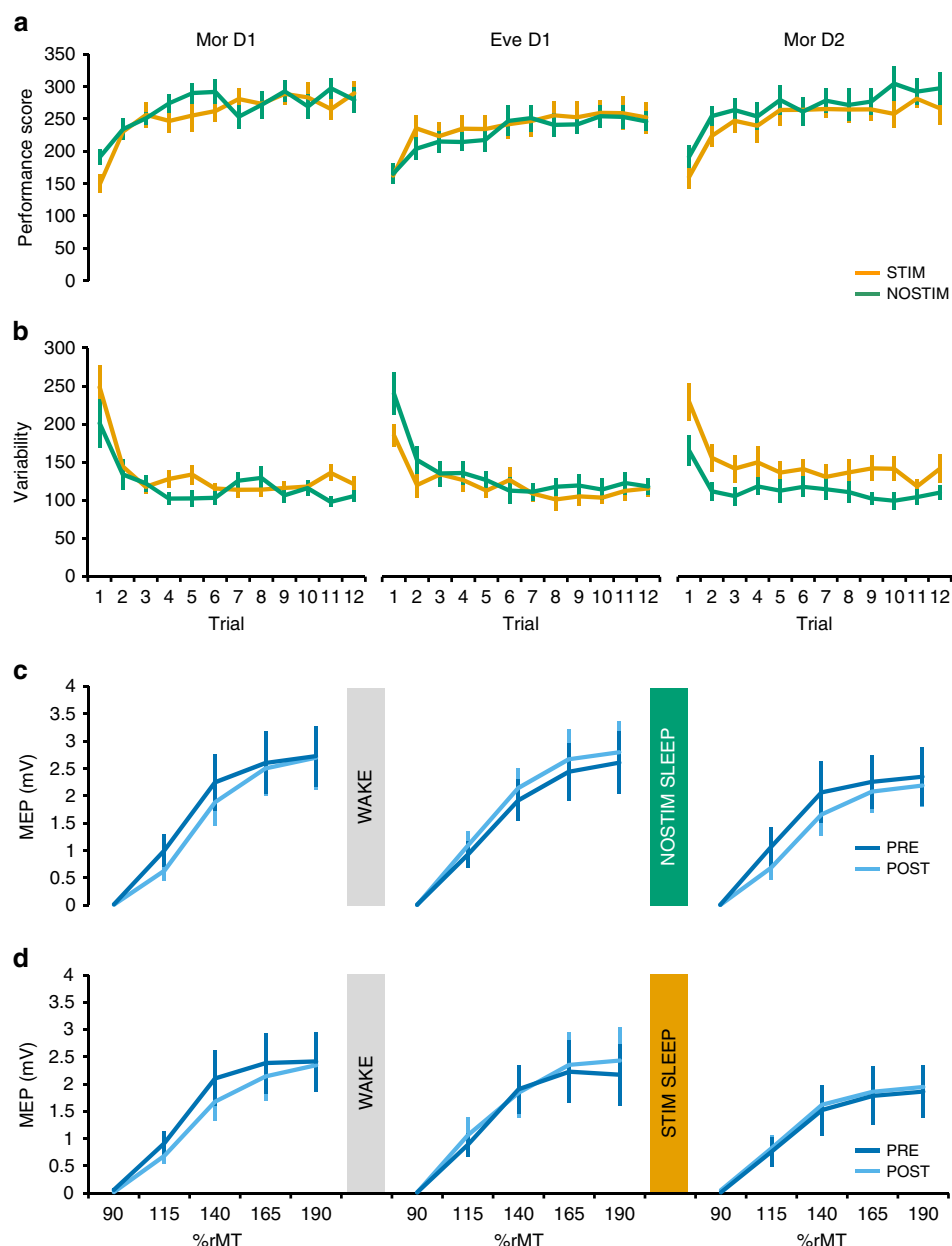 a
Mor D1 Eve D1 Mor D2
Performance score
350
300
250
200
150
100
50
0
STIM
NOSTIM
b
Variability
300
250
200
150
100
50
0
1 2 3 4 5 6 7 8 9 10 11 12
1 2 3 4 5 6 7 8 9 10 11 12
1 2 3 4 5 6 7 8 9 10 11 12
Trial Trial Trial
c
MEP (mV)
4
3.5
3
2.5
2
1.5
1
0.5
0
WAKE
NOSTIM SLEEP
PRE
POST
d
MEP (mV)
4
3.5
3
2.5
2
1.5
1
0.5
0
WAKE
STIM SLEEP
PRE
POST
90 115 140 165 190
90 115 140 165 190
90 115 140 165 190
%rMT %rMT %rMT